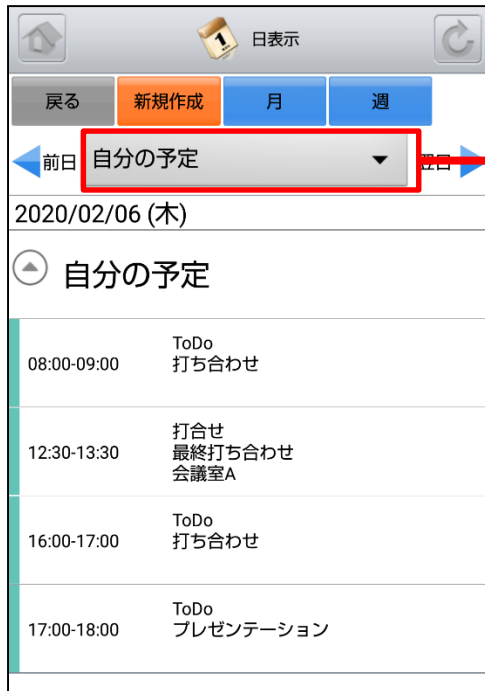 1
日表示
戻る 新規作成 月 週
前日 自分の予定 翌日
2020/02/06 (木)
自分の予定
ToDo
08:00-09:00 打ち合わせ
打合せ
12:30-13:30 最終打ち合わせ
会議室A
ToDo
16:00-17:00 打ち合わせ
ToDo
17:00-18:00 プレゼンテーション